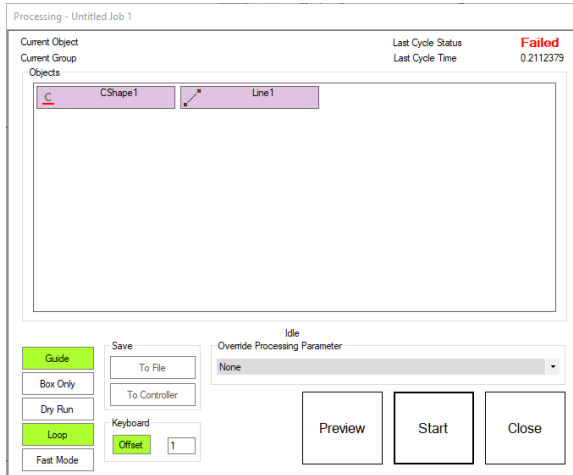 Processing - Untitled Job 1
Current Object
Last Cycle Status
Failed
Current Group
Last Cycle Time
0.2112379
Objects
C
CShape1
Line1
Idle
Guide
Box Only
Dry Run
Loop
Fast Mode
Save
To File
To Controller
Keyboard
Offset
1
Override Processing Parameter
None
Preview
Start
Close